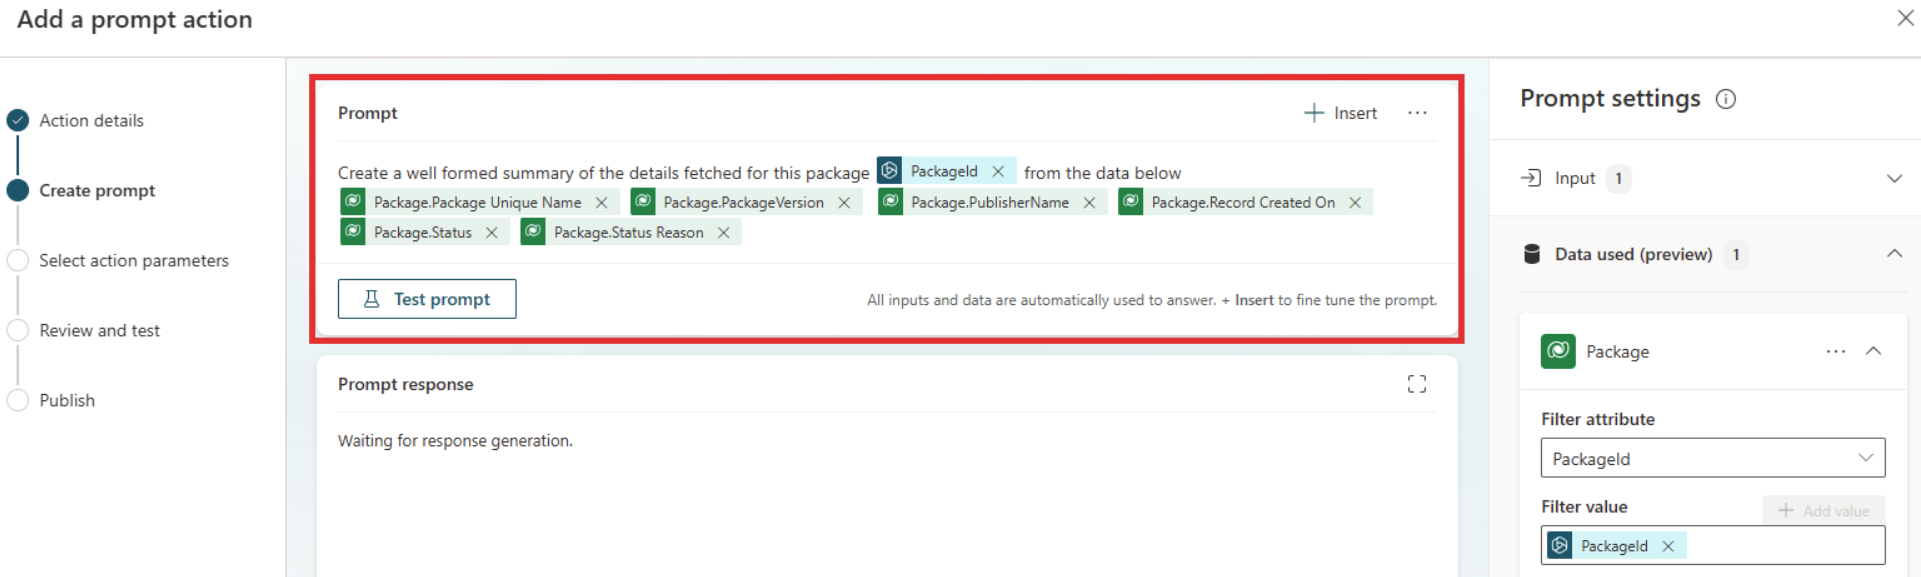 Add a prompt action
Action details
Create prompt
Select action parameters
Review and test
Publish
Prompt
Insert
Create a well formed summary of the details fetched for this package PackageId from the data below
Package.Package Unique Name Package.PackageVersion Package.PublisherName Package.Record Created On
Package.Status Package.Status Reason
Test prompt
All inputs and data are automatically used to answer. + Insert to fine tune the prompt.
Prompt response
Waiting for response generation.
Prompt settings
Input 1
Data used (preview) 1
Package
Filter attribute
PackageId
Filter value
Add value
PackageId